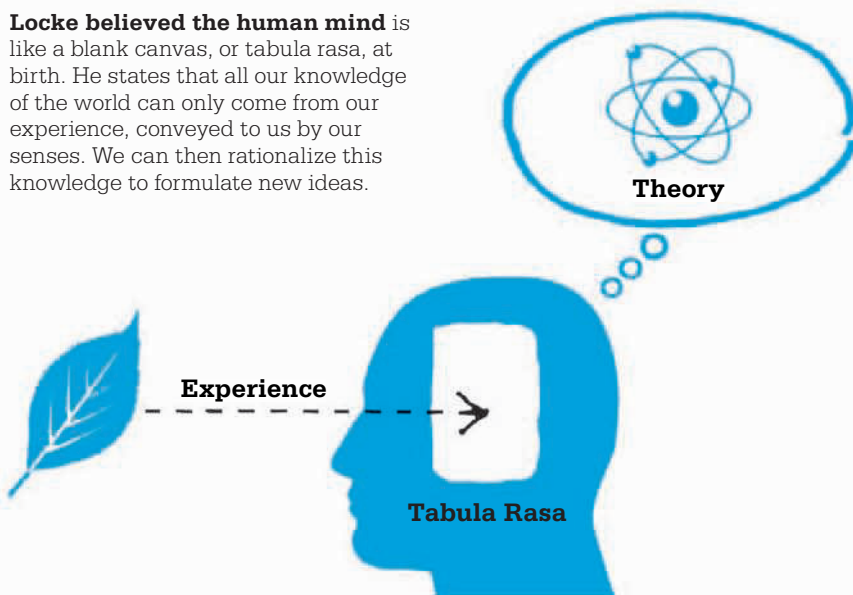 Locke believed the human mind is
like a blank canvas, or tabula rasa, at
birth. He states that all our knowledge
of the world can only come from our
experience, conveyed to us by our
senses. We can then rationalize this
knowledge to formulate new ideas.
Theory
Experience
Tabula Rasa